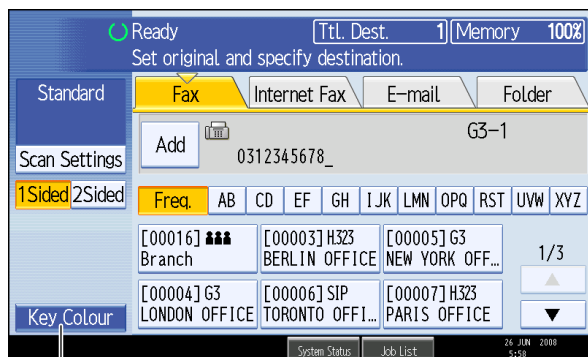 Ready
Ttl. Dest. 1
Memory 100%
Set original and specify destination.
Standard
Scan Settings
1Sided 2Sided
Key Colour
Fax
Internet Fax
E-mail
Folder
Add
G3-1
0312345678_
Freq. AB CD EF GH IJK LMN OPQ RST UVW XYZ
[00016]
Branch
[00003] H.323
BERLIN OFFICE
[00005] G3
NEW YORK OFF...
[00004] G3
LONDON OFFICE
[00006] SIP
TORONTO OFFI...
[00007] H.323
PARIS OFFICE
1/3
System Status
Job List
26 JUN 2008
5:58